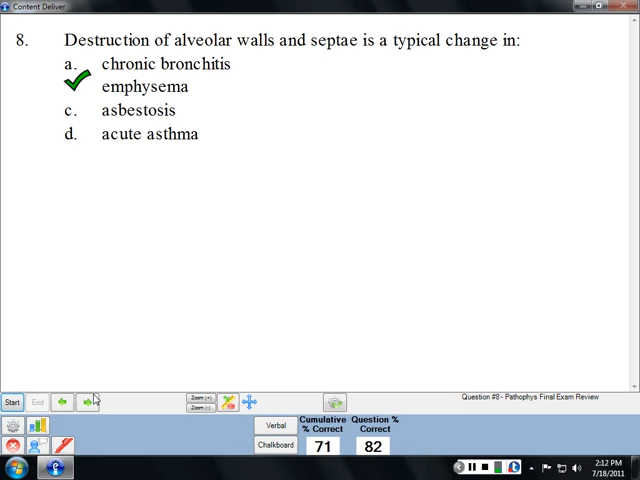 Content Deliver
8. Destruction of alveolar walls and septae is a typical change in:
a. chronic bronchitis
emphysema
c. asbestosis
d. acute asthma
Start End Zoom (+) Zoom (-) Question #8 - Pathophys Final Exam Review
Verbal Cumulative % Correct Question % Correct
Chalkboard 71 82
2:12 PM
7/18/2011